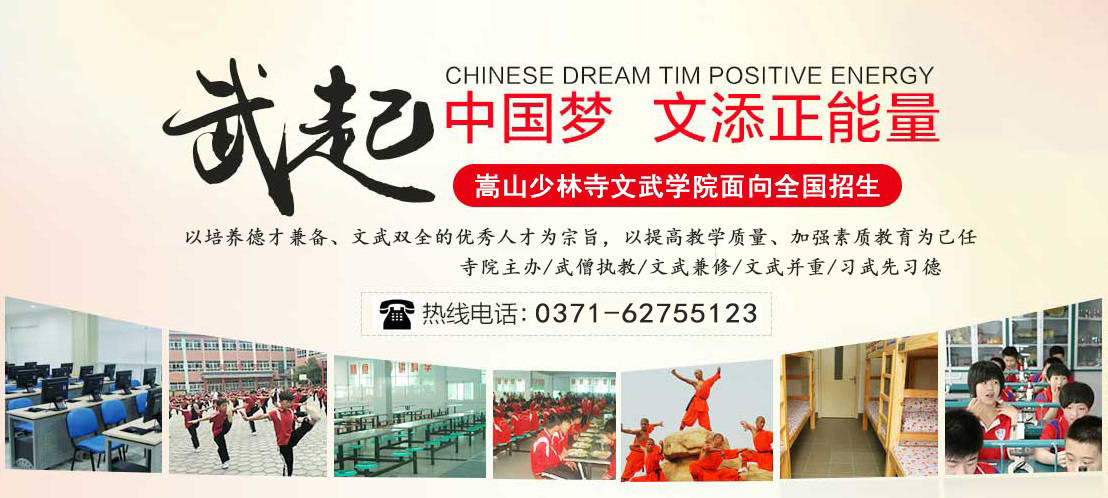 武起
CHINESE DREAM TIM POSITIVE ENERGY
中国梦 文添正能量
嵩山少林寺文武学院面向全国招生
以培养德才兼备、文武双全的优秀人才为宗旨，以提高教学质量、加强素质教育为己任
寺院主办/武僧执教/文武兼修/文武并重/习武先习德
热线电话：0371-62755123